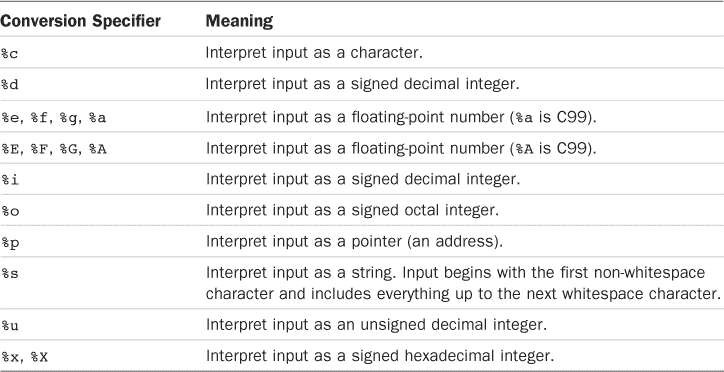 Conversion Specifier Meaning
%c Interpret input as a character.
%d Interpret input as a signed decimal integer.
%e, %f, %g, %a Interpret input as a floating-point number (%a is C99).
%E, %F, %G, %A Interpret input as a floating-point number (%A is C99).
%i Interpret input as a signed decimal integer.
%o Interpret input as a signed octal integer.
%p Interpret input as a pointer (an address).
%s Interpret input as a string. Input begins with the first non-whitespace
character and includes everything up to the next whitespace character.
%u Interpret input as an unsigned decimal integer.
%x, %X Interpret input as a signed hexadecimal integer.